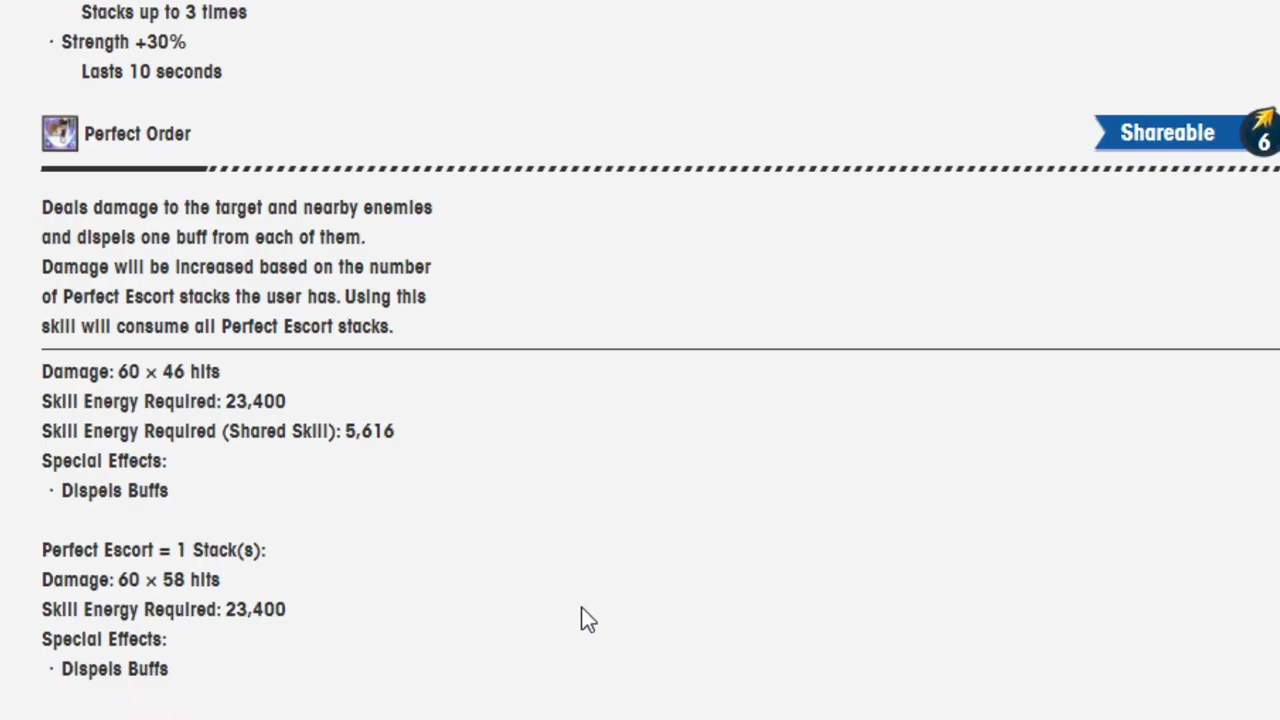 Stacks up to 3 times
· Strength +30%
Lasts 10 seconds
Perfect Order
Shareable
6
Deals damage to the target and nearby enemies
and dispels one buff from each of them.
Damage will be increased based on the number
of Perfect Escort stacks the user has. Using this
skill will consume all Perfect Escort stacks.
Damage: 60 × 46 hits
Skill Energy Required: 23,400
Skill Energy Required (Shared Skill): 5,616
Special Effects:
· Dispels Buffs
Perfect Escort = 1 Stack(s):
Damage: 60 × 58 hits
Skill Energy Required: 23,400
Special Effects:
· Dispels Buffs